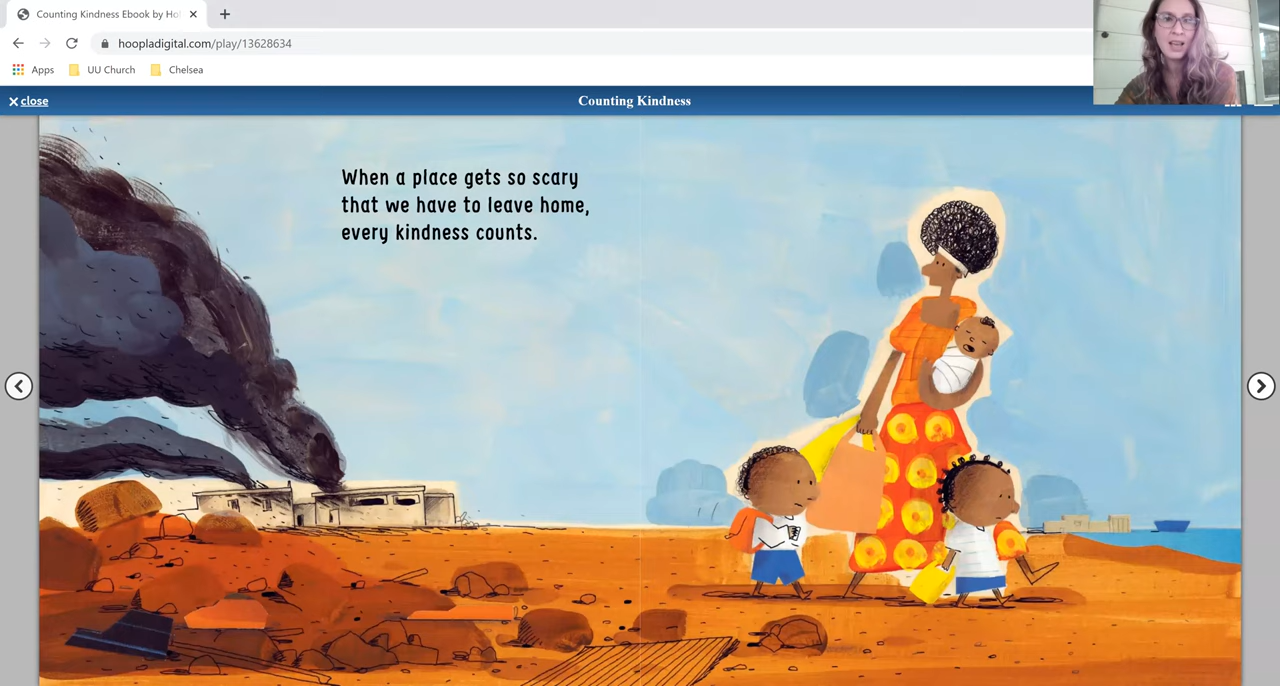 Counting Kindness Ebook by Ho
hoopladigital.com/play/13628634
Apps UU Church Chelsea
close
Counting Kindness
When a place gets so scary
that we have to leave home,
every kindness counts.